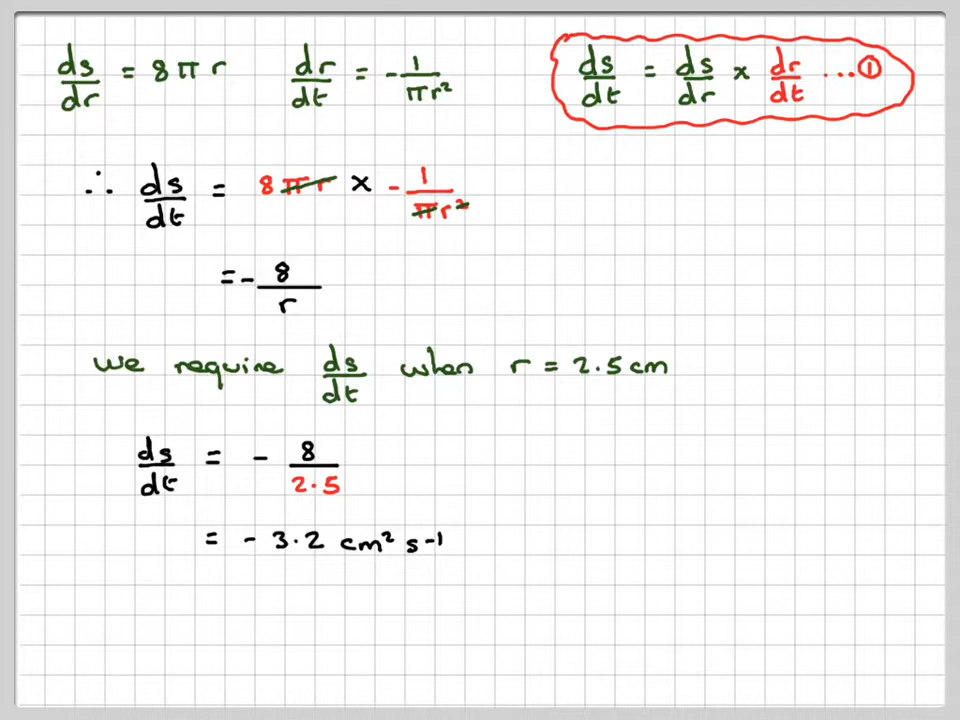 ds/dr = 8πr dr/dt = -1/πr² ds/dt = ds/dr × dr/dt ...①
∴ ds/dt = 8πr × -1/πr²
= -8/r
We require ds/dt when r = 2.5 cm
ds/dt = -8/2.5
= -3.2 cm² s⁻¹